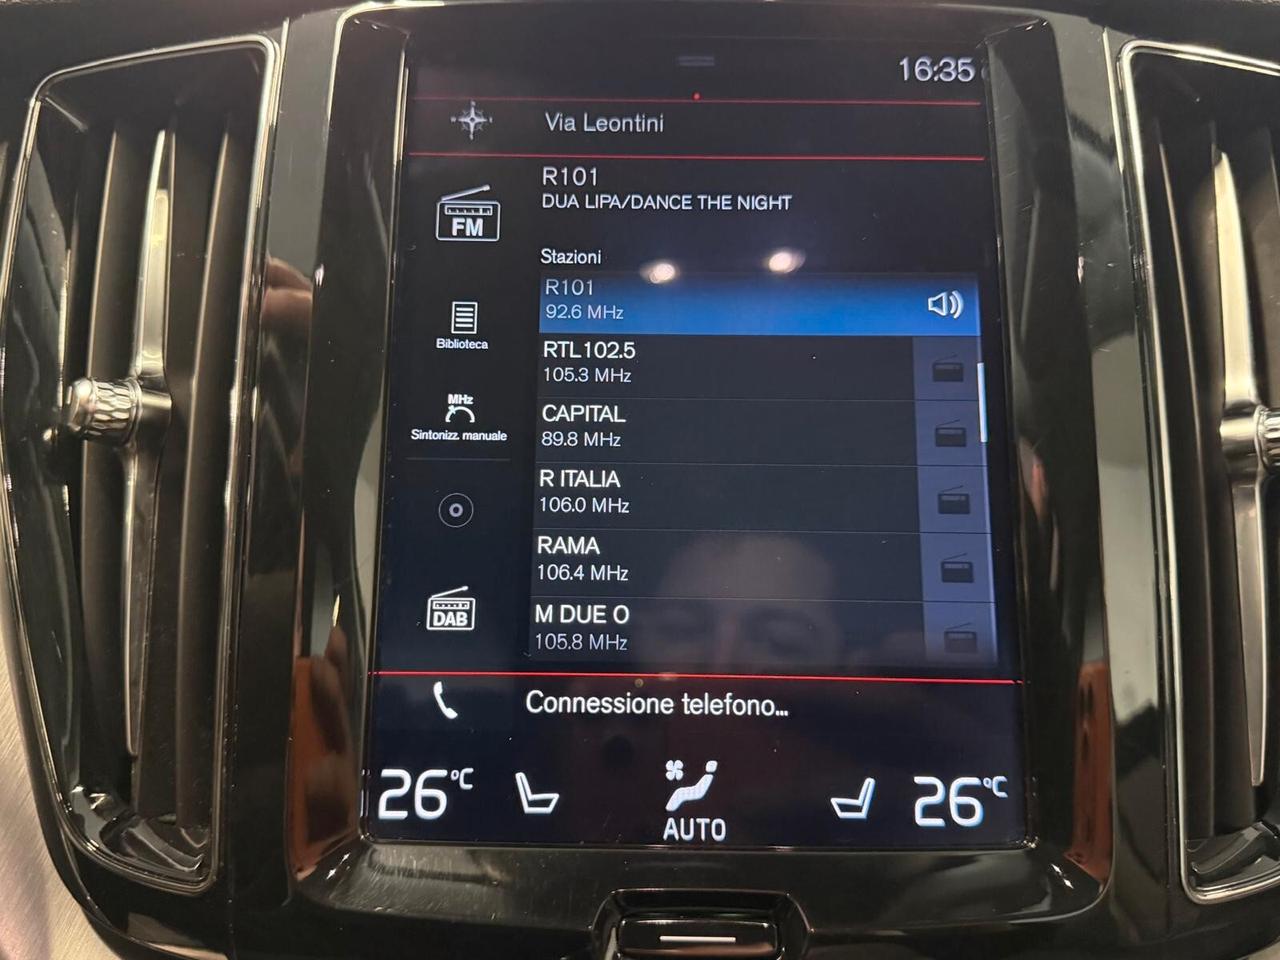 16:35
Via Leontini
R101
DUA LIPA/DANCE THE NIGHT
FM
Stazioni
R101
92.6 MHz
Biblioteca
RTL102.5
105.3 MHz
MHz
Sintonizz. manuale
CAPITAL
89.8 MHz
R ITALIA
106.0 MHz
RAMA
106.4 MHz
DAB
M DUE O
105.8 MHz
Connessione telefono...
26°C
26°C
AUTO